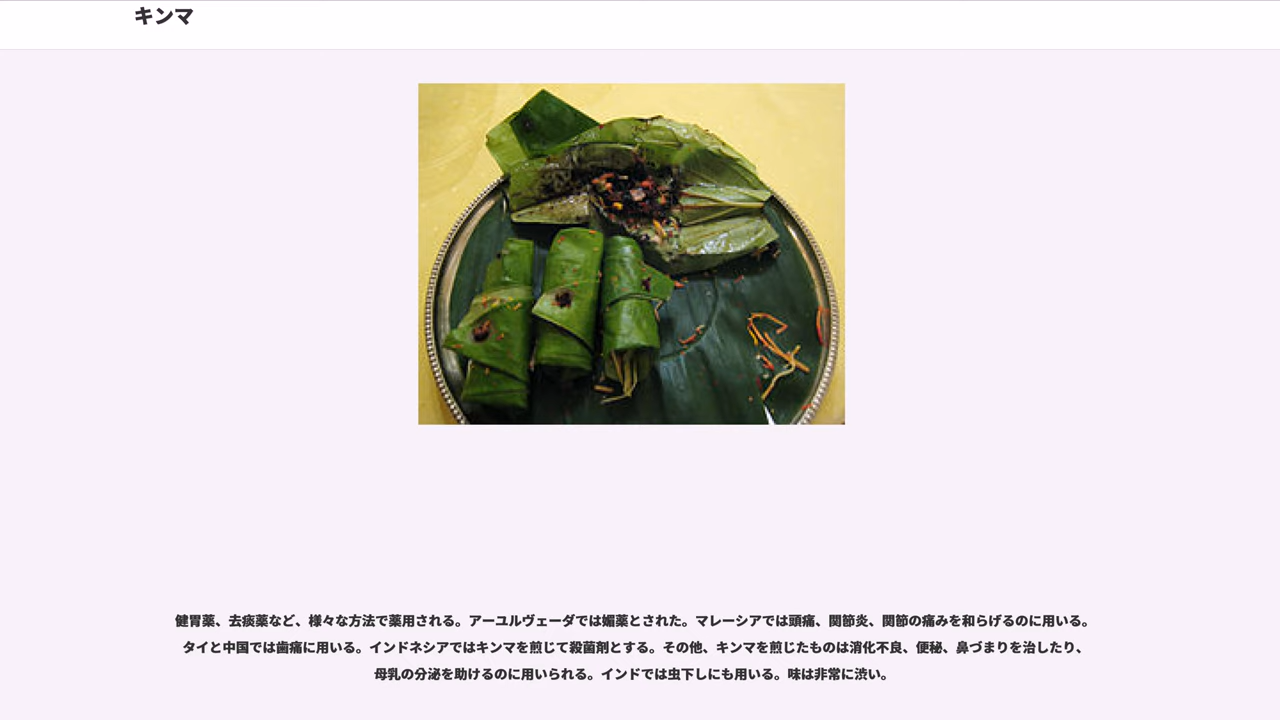 キンマ
健胃薬、去痰薬など、様々な方法で薬用される。アーユルヴェーダでは媚薬とされた。マレーシアでは頭痛、関節炎、関節の痛みを和らげるのに用いる。
タイと中国では歯痛に用いる。インドネシアではキンマを煎じて殺菌剤とする。その他、キンマを煎じたものは消化不良、便秘、鼻づまりを治したり、
母乳の分泌を助けるのに用いられる。インドでは虫下しにも用いる。味は非常に渋い。